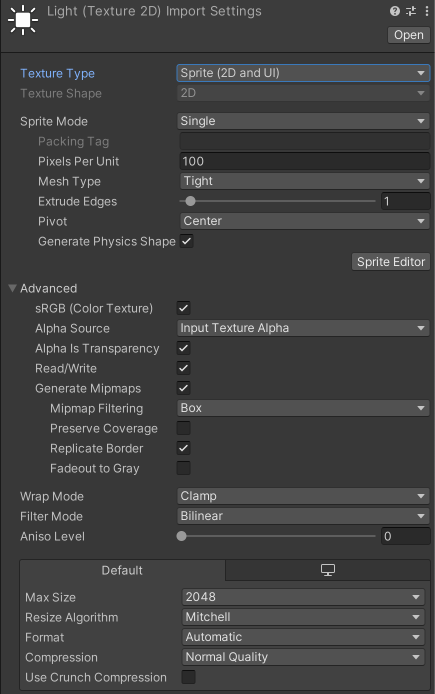 Light (Texture 2D) Import Settings
Open
Texture Type Sprite (2D and UI)
Texture Shape 2D
Sprite Mode Single
Packing Tag
Pixels Per Unit 100
Mesh Type Tight
Extrude Edges 1
Pivot Center
Generate Physics Shape
Sprite Editor
Advanced
sRGB (Color Texture)
Alpha Source Input Texture Alpha
Alpha Is Transparency
Read/Write
Generate Mipmaps
Mipmap Filtering Box
Preserve Coverage
Replicate Border
Fadeout to Gray
Wrap Mode Clamp
Filter Mode Bilinear
Aniso Level 0
Default
Max Size 2048
Resize Algorithm Mitchell
Format Automatic
Compression Normal Quality
Use Crunch Compression